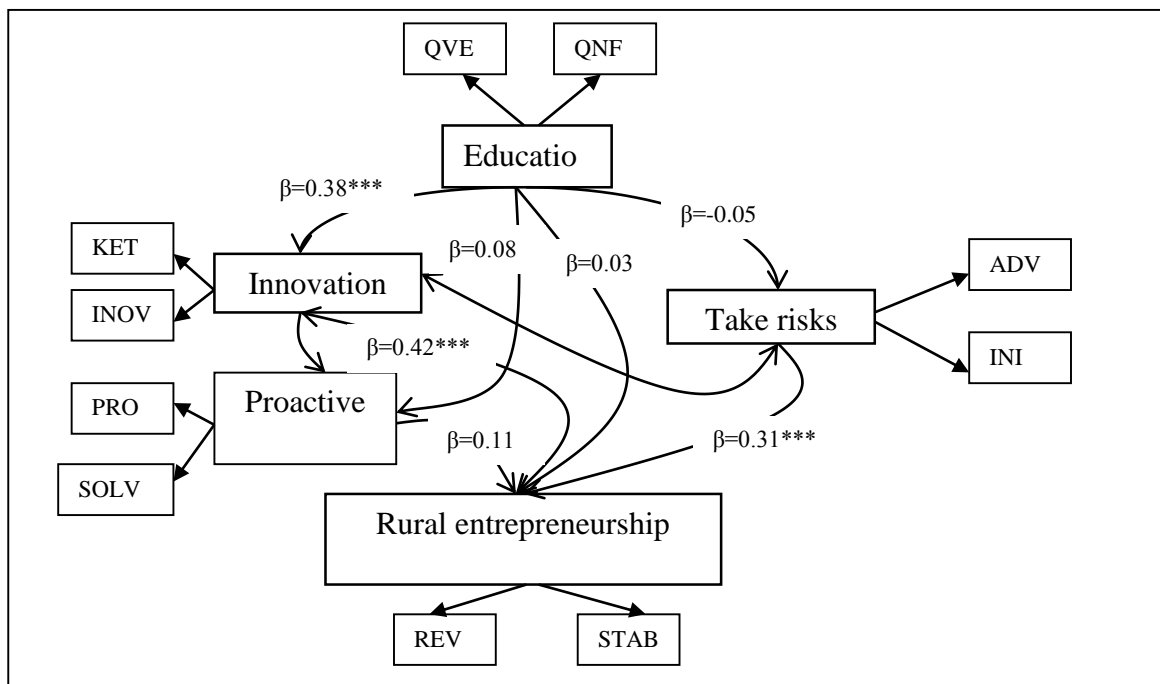 QVE
QNF
Educatio
β=0.38***
β=-0.05
KET
β=0.08
β=0.03
ADV
Innovation
INOV
Take risks
β=0.42***
INI
PRO
Proactive
β=0.11
β=0.31***
SOLV
Rural entrepreneurship
REV
STAB